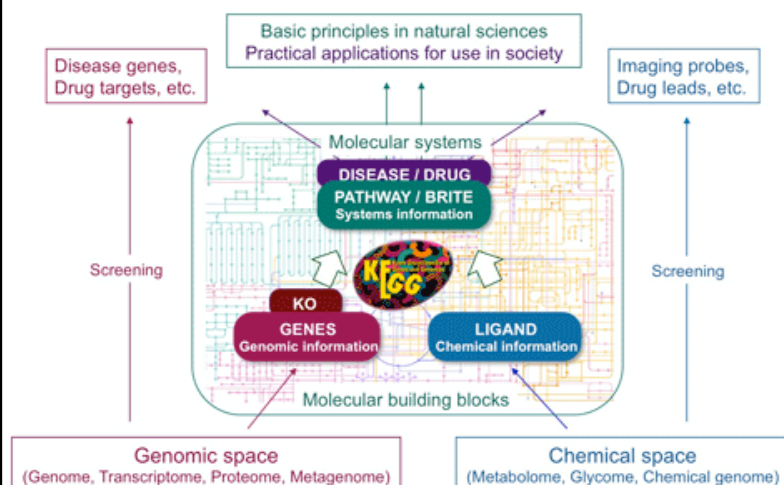 Basic principles in natural sciences
Practical applications for use in society
Disease genes,
Drug targets, etc.
Imaging probes,
Drug leads, etc.
Molecular systems
DISEASE / DRUG
PATHWAY / BRITE
Systems information
KEGG
Screening
Screening
KO
GENES
Genomic information
LIGAND
Chemical information
Molecular building blocks
Genomic space
(Genome, Transcriptome, Proteome, Metagenome)
Chemical space
(Metabolome, Glycome, Chemical genome)